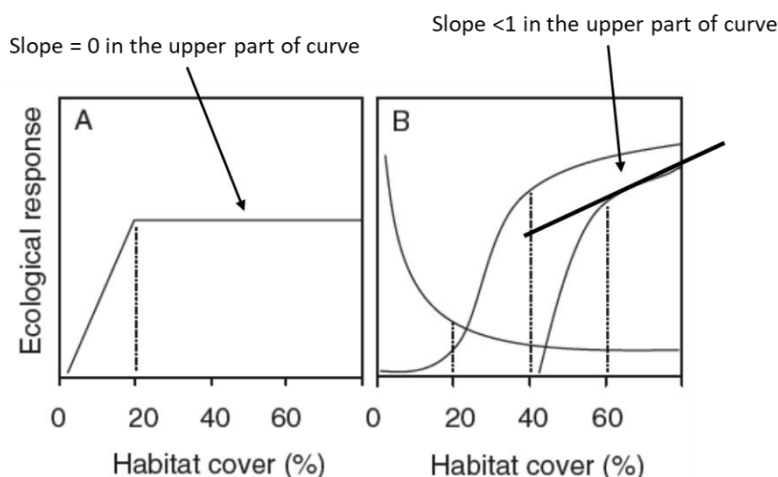 Slope = 0 in the upper part of curve
Slope <1 in the upper part of curve
A
B
Ecological response
0 20 40 60
0 20 40 60
Habitat cover (%)
Habitat cover (%)